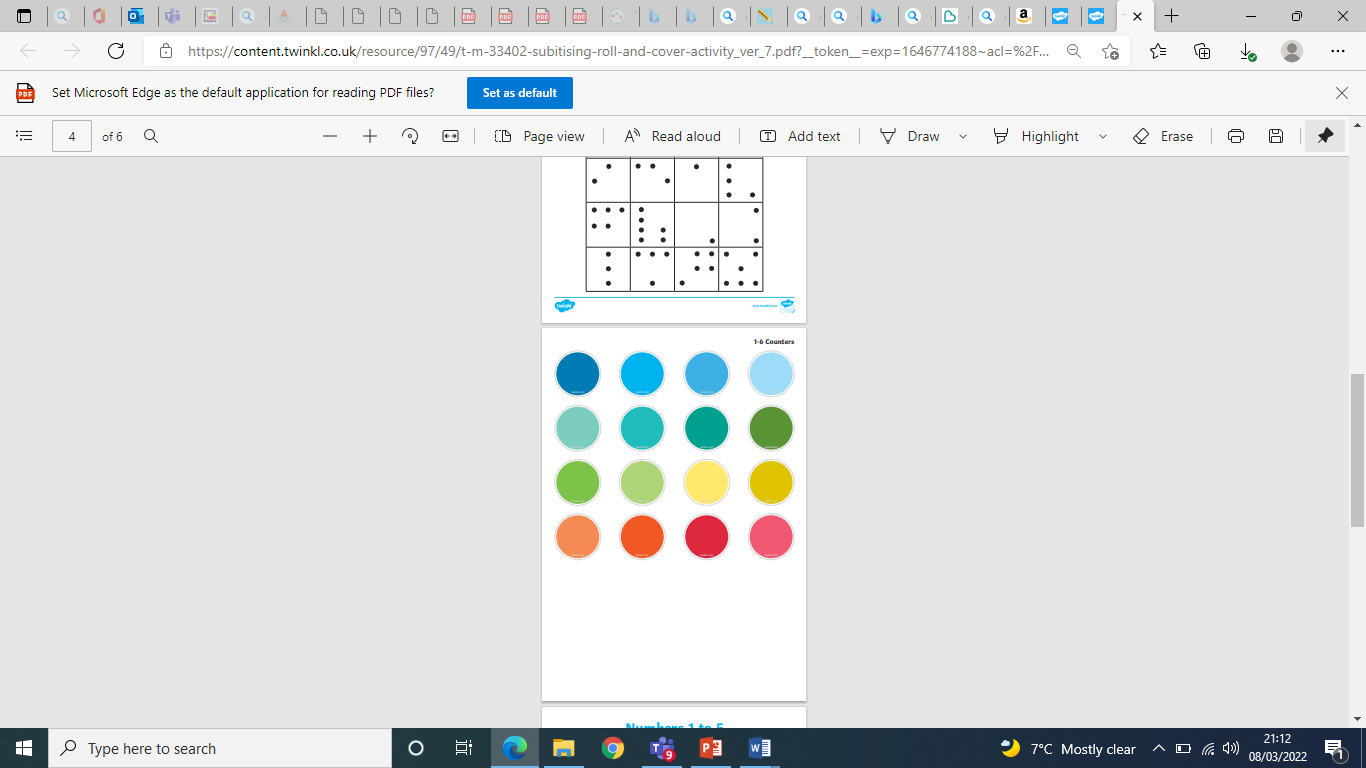 https://content.twinkl.co.uk/resource/97/49/t-m-33402-subitising-roll-and-cover-activity_ver_7.pdf?__token__=exp=1646774188~acl=%2F...
Set Microsoft Edge as the default application for reading PDF files?
Set as default
4 of 6
Page view
Read aloud
Add text
Draw
Highlight
Erase
twinkl
1-6 Counters
Numbers 1 to 5
Type here to search
9
7°C Mostly clear
21:12
08/03/2022
1